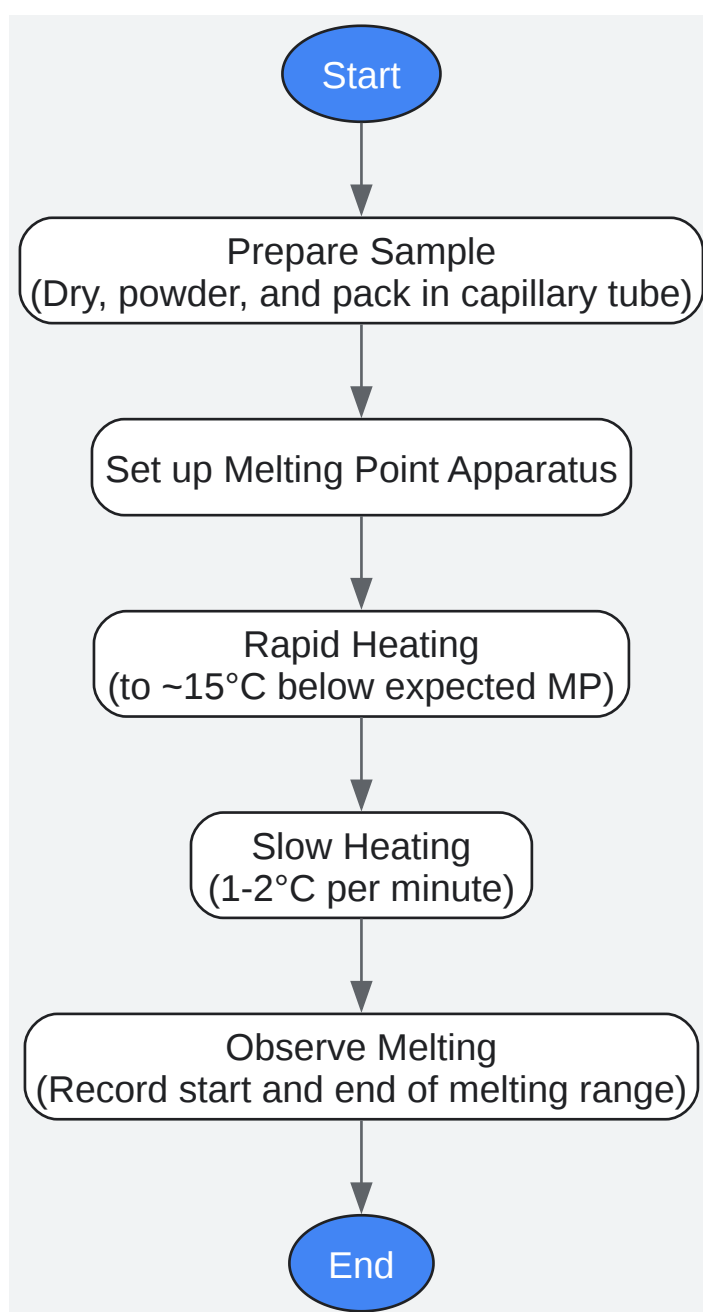 Start
Prepare Sample
(Dry, powder, and pack in capillary tube)
Set up Melting Point Apparatus
Rapid Heating
(to ~15°C below expected MP)
Slow Heating
(1-2°C per minute)
Observe Melting
(Record start and end of melting range)
End